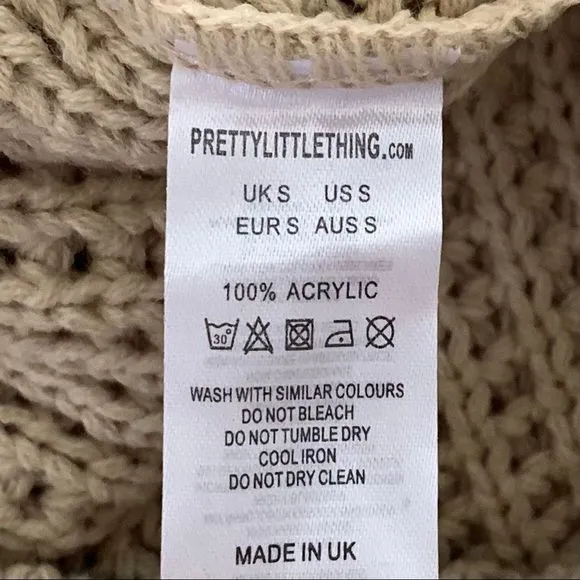 PRETTYLITTLETHING.COM
UK S US S
EUR S AUS S
100% ACRYLIC
30°
WASH WITH SIMILAR COLOURS
DO NOT BLEACH
DO NOT TUMBLE DRY
COOL IRON
DO NOT DRY CLEAN
MADE IN UK